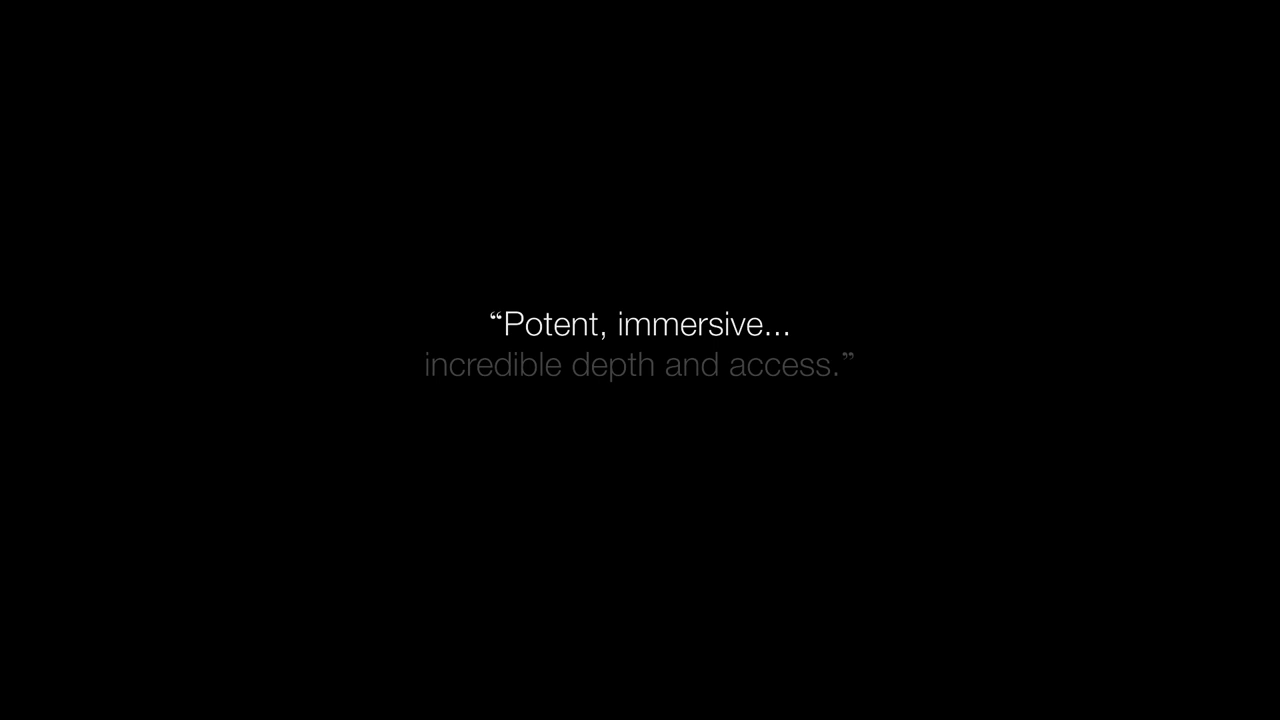 “Potent, immersive...
incredible depth and access.”